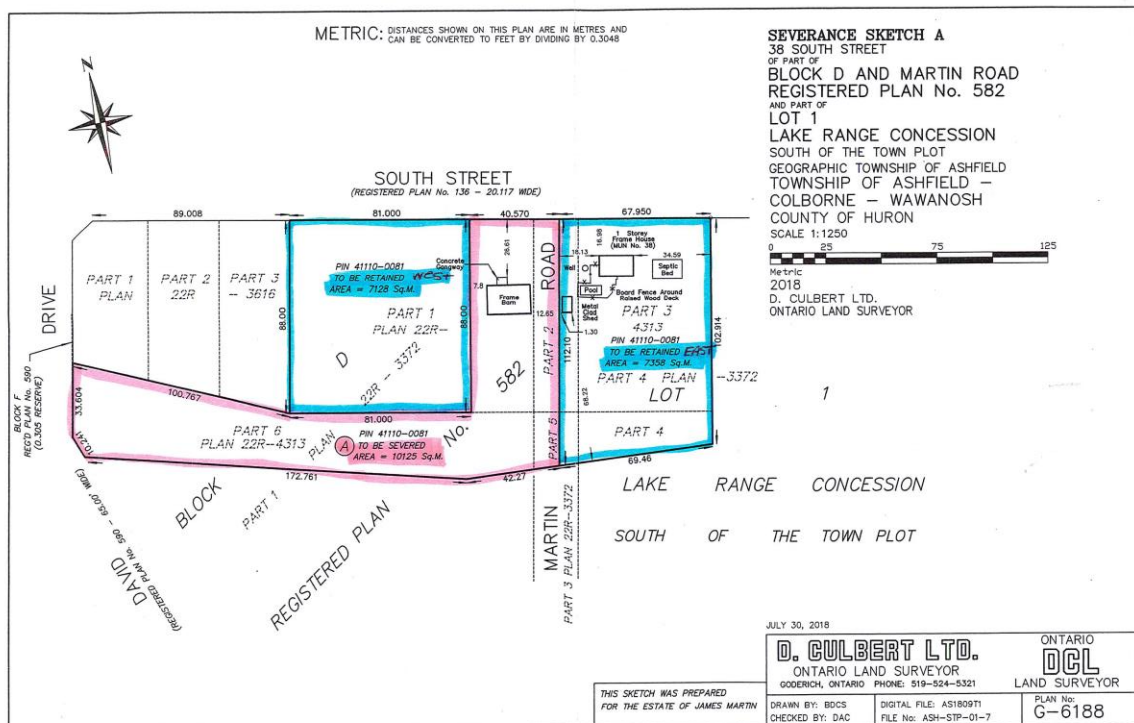 METRIC: DISTANCES SHOWN ON THIS PLAN ARE IN METRES AND
CAN BE CONVERTED TO FEET BY DIVIDING BY 0.3048
SEVERANCE SKETCH A
38 SOUTH STREET
OF PART OF
BLOCK D AND MARTIN ROAD
REGISTERED PLAN No. 582
AND PART OF
LOT 1
LAKE RANGE CONCESSION
SOUTH OF THE TOWN PLOT
GEOGRAPHIC TOWNSHIP OF ASHFIELD
TOWNSHIP OF ASHFIELD –
COLBORNE – WAWANOSH
COUNTY OF HURON
SCALE 1:1250
0 25 75 125
Metric
2018
D. CULBERT LTD.
ONTARIO LAND SURVEYOR
N
SOUTH STREET
(REGISTERED PLAN No. 136 – 20.117 WIDE)
89.008
81.000
40.570
67.950
PART 1
PLAN
PART 2
22R
PART 3
– 3616
88.00
PIN 41110-0081
TO BE RETAINED WEST
AREA = 7128 Sq.M.
PART 1
PLAN 22R-
D
22R – 3372
88.00
Concrete
Gangway
7.8
26.61
Frame
Barn
12.65
ROAD
PART 2
582
112.10
16.98
1 Storey
Frame House
(MUN No. 38)
16.13
34.59
Well
Septic
Bed
Pool
Board Fence Around
Raised Wood Deck
Metal
Clad
Shed
1.30
PART 3
4313
PIN 41110-0081
TO BE RETAINED EAST
AREA = 7358 Sq.M.
PART 4 PLAN –3372
LOT
102.914
68.22
PART 4
69.46
1
DRIVE
BLOCK F
REG'D PLAN No. 590
(0.305 RESERVE)
33.604
10.241
100.767
81.000
PART 6
PLAN 22R-4313
PLAN
A
PIN 41110-0081
TO BE SEVERED
AREA = 10125 Sq.M.
No.
PART 5
172.761
42.27
DAVID
(REGISTERED PLAN No. 590 – 65.00' WIDE)
BLOCK
PART 1
REGISTERED PLAN
MARTIN
PART 3 PLAN 22R-3372
LAKE RANGE CONCESSION
SOUTH OF THE TOWN PLOT
JULY 30, 2018
THIS SKETCH WAS PREPARED
FOR THE ESTATE OF JAMES MARTIN
D. CULBERT LTD.
ONTARIO LAND SURVEYOR
GODERICH, ONTARIO PHONE: 519-524-5321
ONTARIO
DCL
LAND SURVEYOR
DRAWN BY: BDCS
CHECKED BY: DAC
DIGITAL FILE: AS1809T1
FILE No: ASH-STP-01-7
PLAN No:
G-6188